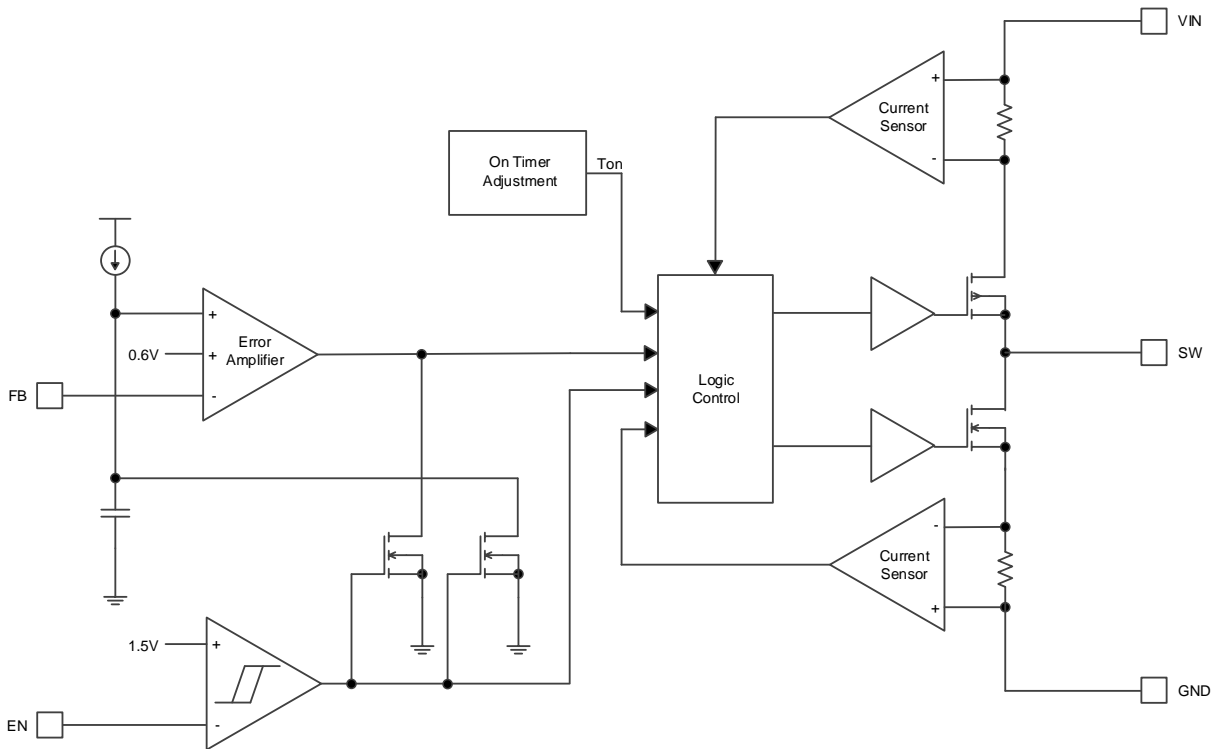 VIN
+
Current
Sensor
-
On Timer
Adjustment
Ton
+
0.6V
+
Error
Amplifier
-
FB
Logic
Control
SW
-
Current
Sensor
+
1.5V
+
-
EN
GND